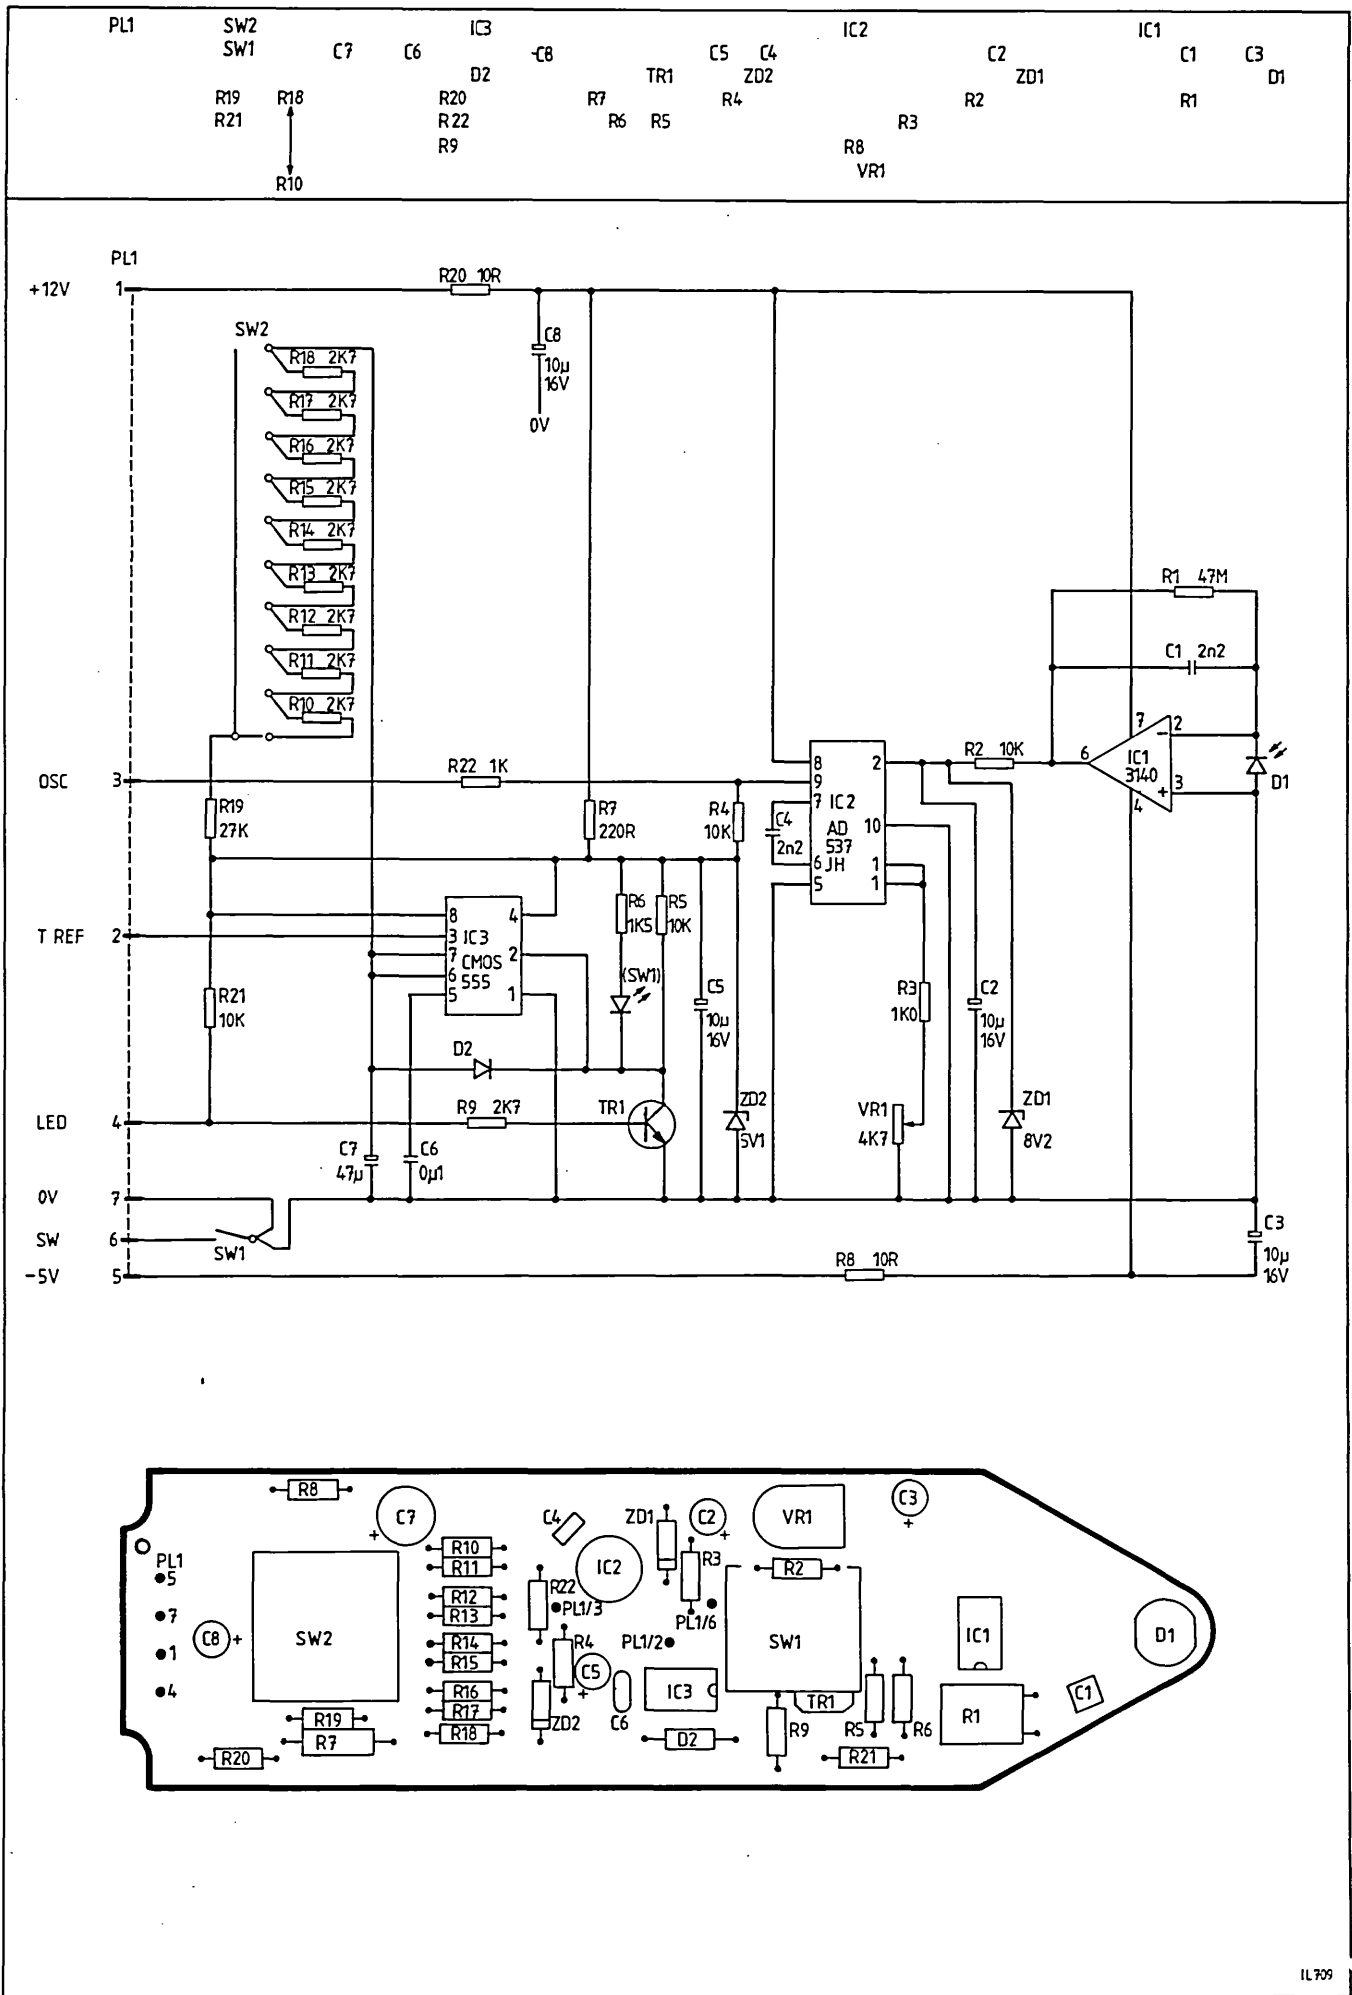 PL1 SW2 IC3 IC2 IC1
SW1 C7 C6 C8 C5 C4 C2 C1 C3
D2 TR1 ZD2 ZD1 D1
R19 R18 R20 R7 R4 R2 R1
R21 R22 R6 R5 R3
R9 R8
R10 VR1
PL1
+12V 1 R20 10R
SW2
C8
10µ
16V
0V
R18 2K7
R17 2K7
R16 2K7
R15 2K7
R14 2K7
R13 2K7
R12 2K7
R11 2K7
R10 2K7
R1 47M
C1 2n2
7 2
6 IC1 −
3140
+ 3
4
D1
R2 10K
OSC 3 R22 1K
8 2
9
7 IC2
AD 10
537
6 JH 1
5 1
C4
2n2
R19
27K
R7
220R
R4
10K
R6
1K5
R5
10K
(SW1)
8 4
3 IC3
7 CMOS 2
6 555
5 1
T REF 2
R21
10K
C5
10µ
16V
R3
1K0
C2
10µ
16V
D2
LED 4 R9 2K7 TR1
ZD2
5V1
VR1
4K7
ZD1
8V2
C7
47µ
C6
0µ1
0V 7
SW 6 SW1
C3
10µ
16V
-5V 5 R8 10R
R8
C7
+
C4
ZD1
C2
+
VR1
C3
+
PL1
5
7
1
4
C8 +
SW2
R10
R11
R12
R13
R14
R15
R16
R17
R18
R22
IC2
R3
R2
PL1/3
PL1/6
PL1/2
R4
C5
+
SW1
IC1
D1
IC3
ZD2
C6
TR1
R5
R6
R1
C1
R19
R7
R20
D2
R9
R21
IL709